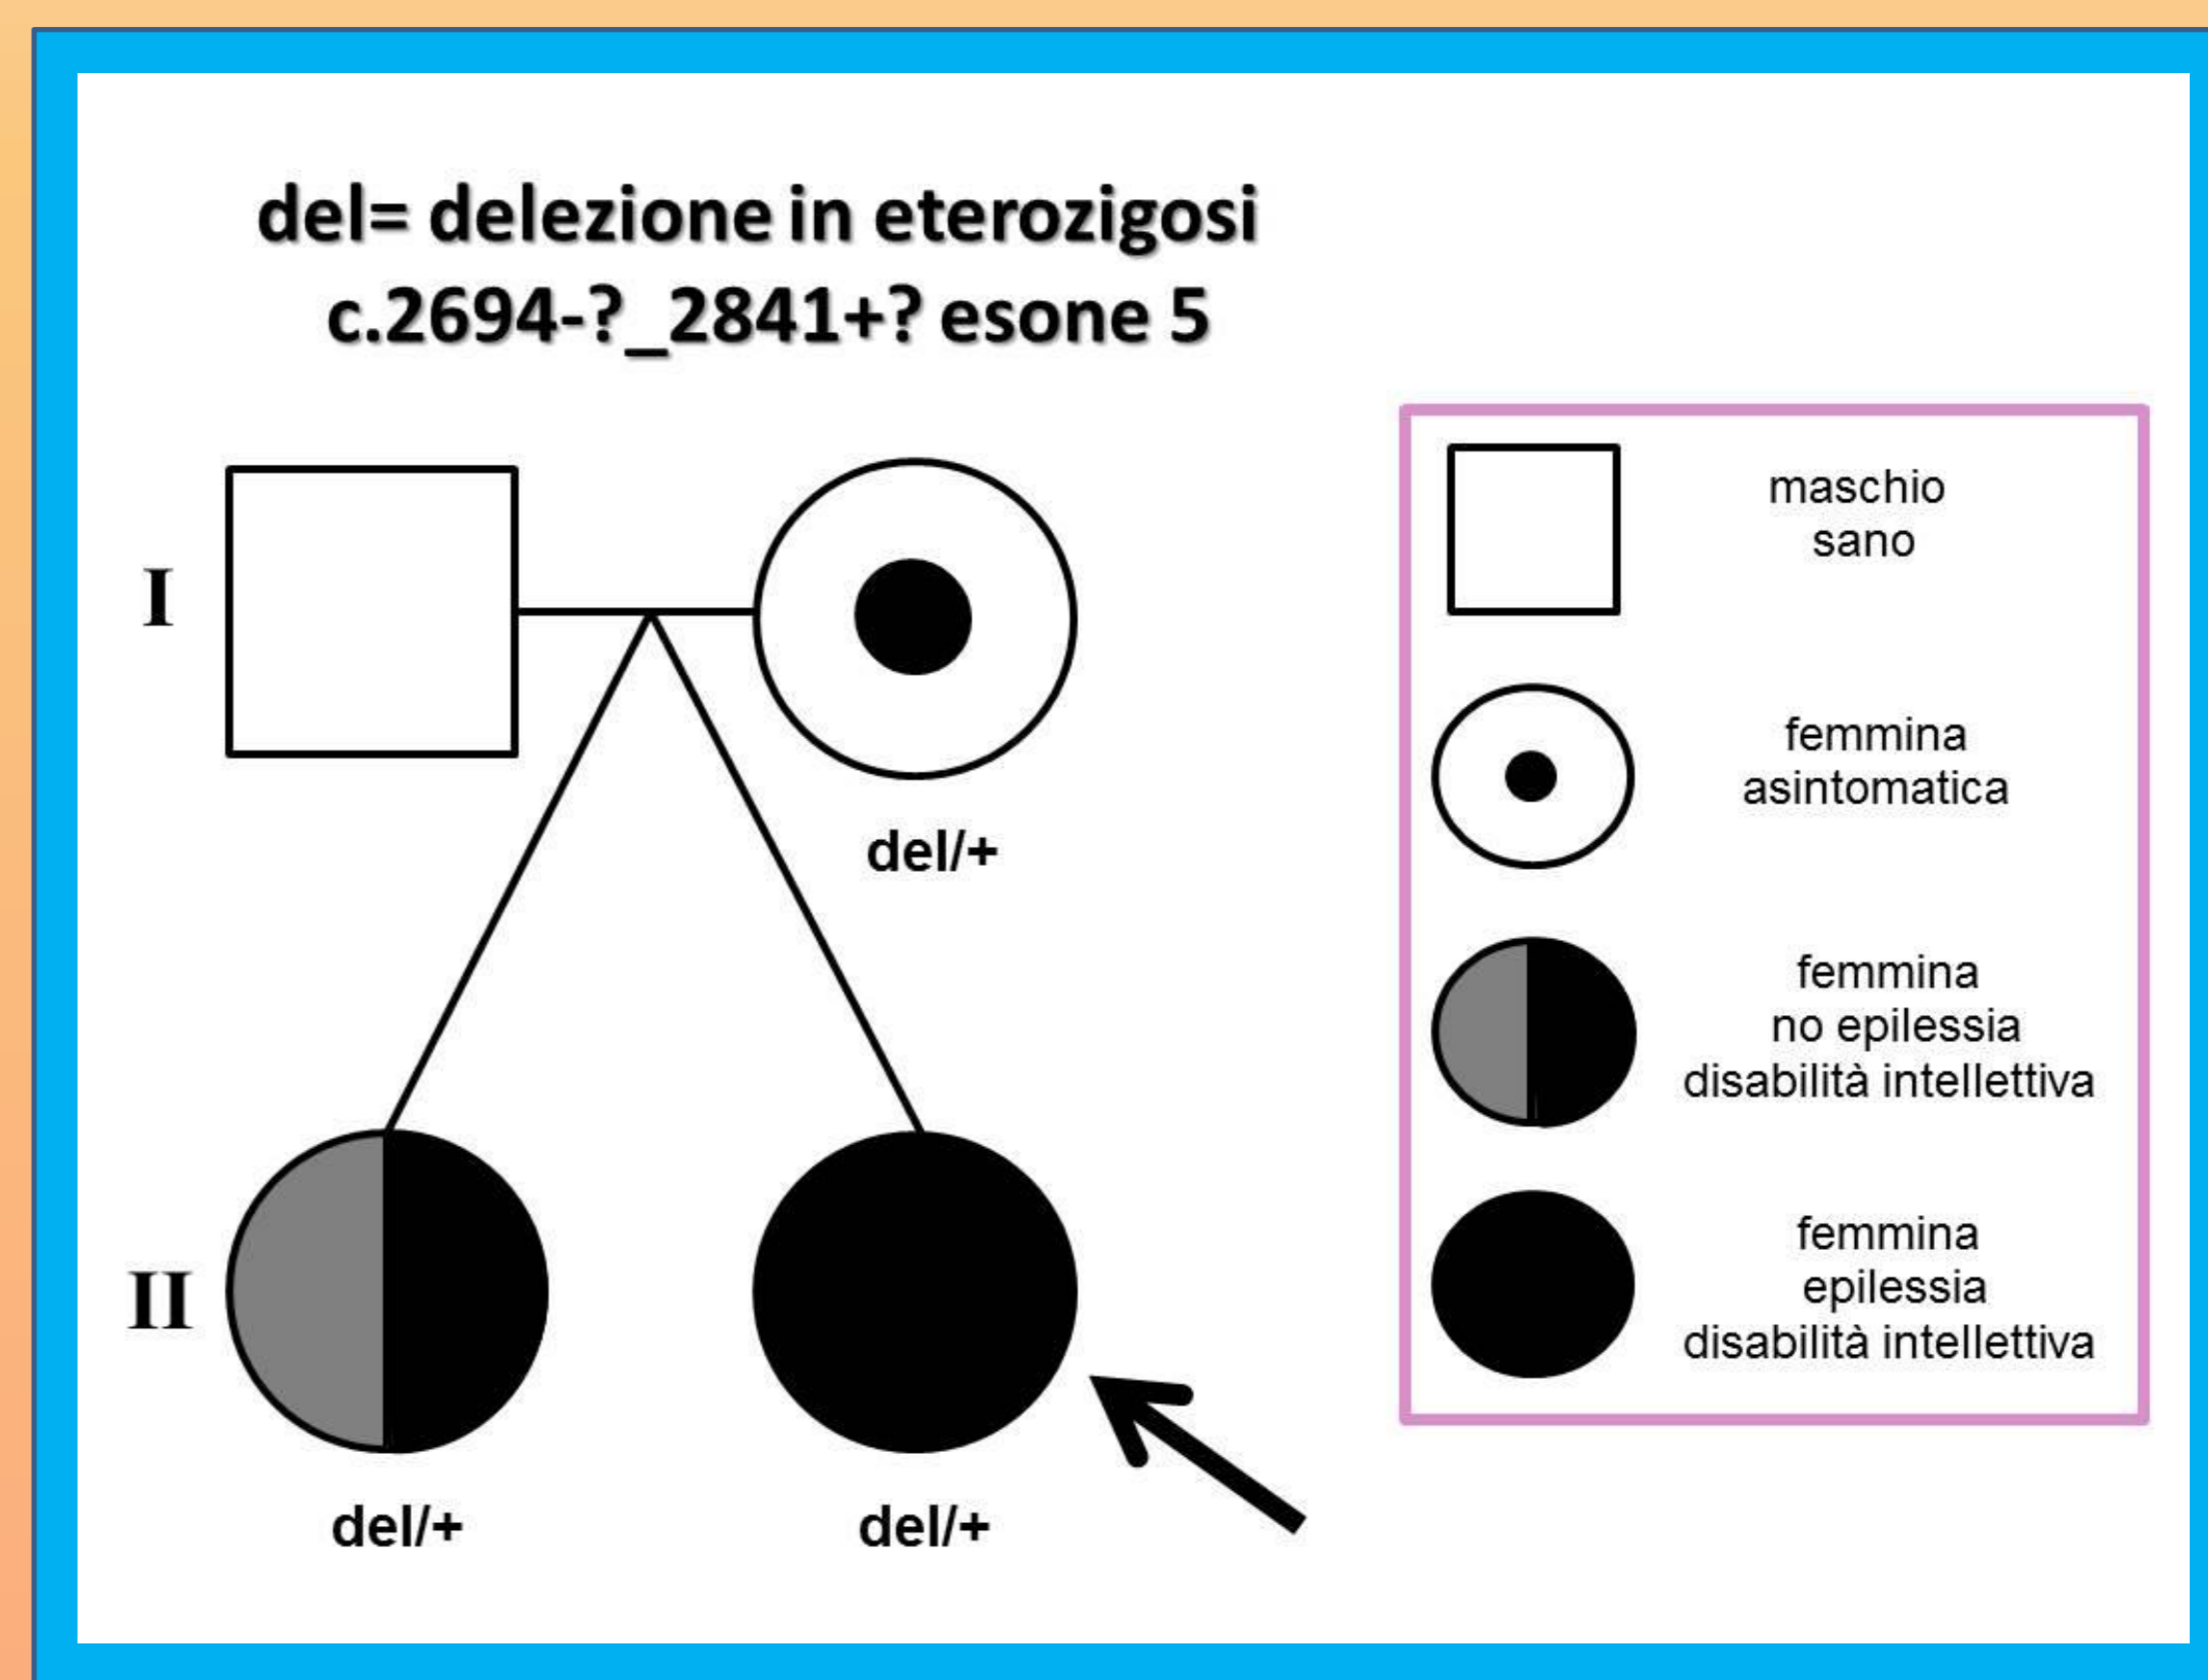 del= delezione in eterozigosi
c.2694-?_2841+? esone 5
I
del/+
II
del/+ del/+
maschio
sano
femmina
asintomatica
femmina
no epilessia
disabilità intellettiva
femmina
epilessia
disabilità intellettiva